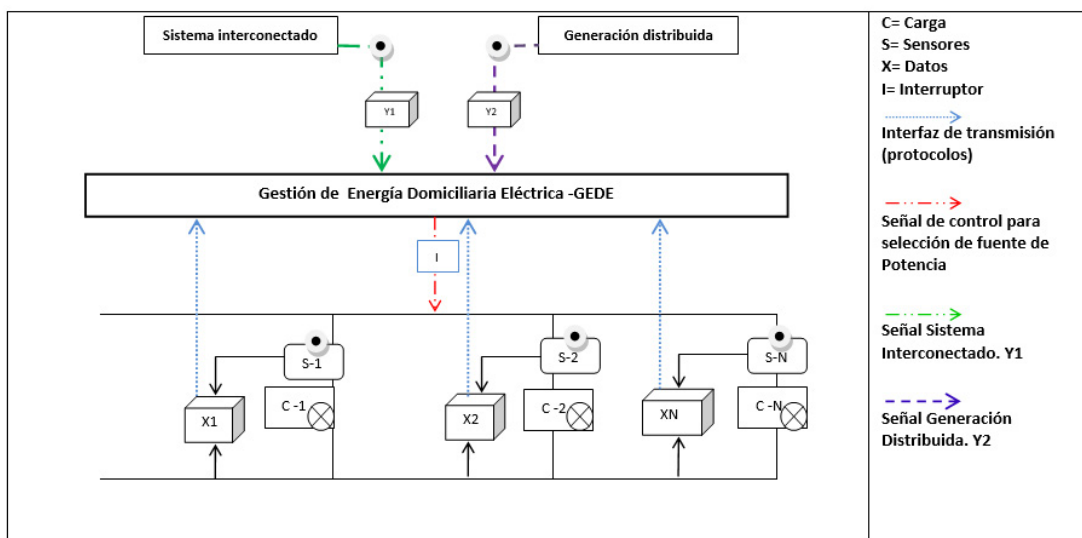 Sistema interconectado
Generación distribuida
Y1
Y2
Gestión de Energía Domiciliaria Eléctrica -GEDE
I
S-1
S-2
S-N
C -1
C -2
C -N
X1
X2
XN
C= Carga
S= Sensores
X= Datos
I= Interruptor
Interfaz de transmisión
(protocolos)
Señal de control para
selección de fuente de
Potencia
Señal Sistema
Interconectado. Y1
Señal Generación
Distribuida. Y2